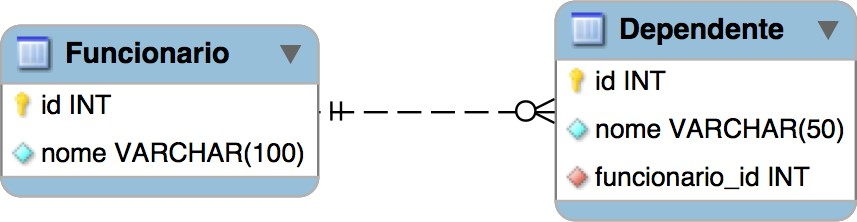 Funcionario
id INT
nome VARCHAR(100)
Dependente
id INT
nome VARCHAR(50)
funcionario_id INT